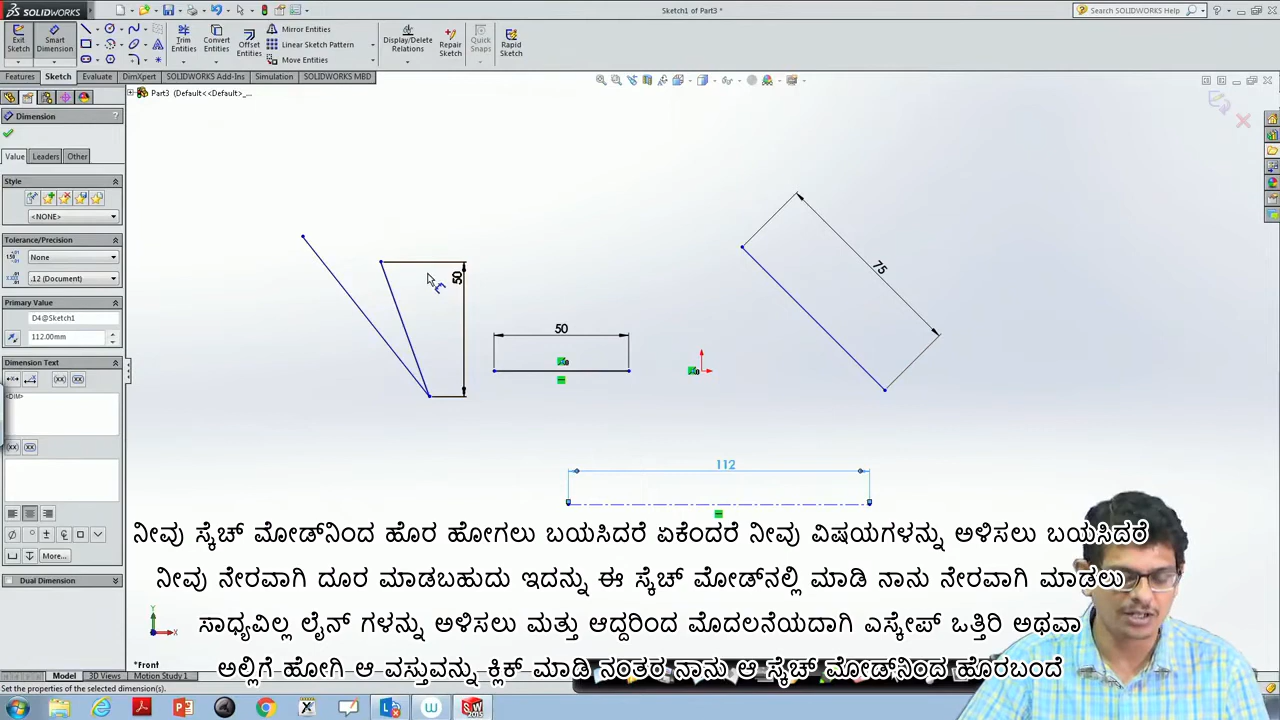 SOLIDWORKS
Sketch1 of Part3 *
Search SOLIDWORKS Help
Exit Sketch
Smart Dimension
Trim Entities
Convert Entities
Offset Entities
Mirror Entities
Linear Sketch Pattern
Move Entities
Display/Delete Relations
Repair Sketch
Quick Snaps
Rapid Sketch
Features Sketch Evaluate DimXpert SOLIDWORKS Add-Ins Simulation SOLIDWORKS MBD
Part3 (Default<<Default>_...
Dimension
Value Leaders Other
Style
<NONE>
Tolerance/Precision
None
.12 (Document)
Primary Value
D4@Sketch1
112.00mm
Dimension Text
<DIM>
More...
Dual Dimension
50
50
75
112
ನೀವು ಸ್ಕೆಚ್ ಮೋಡ್‌ನಿಂದ ಹೊರ ಹೋಗಲು ಬಯಸಿದರೆ ಏಕೆಂದರೆ ನೀವು ವಿಷಯಗಳನ್ನು ಅಳಿಸಲು ಬಯಸಿದರೆ
ನೀವು ನೇರವಾಗಿ ದೂರ ಮಾಡಬಹುದು ಇದನ್ನು ಈ ಸ್ಕೆಚ್ ಮೋಡ್‌ನಲ್ಲಿ ಮಾಡಿ ನಾನು ನೇರವಾಗಿ ಮಾಡಲು
ಸಾಧ್ಯವಿಲ್ಲ ಲೈನ್ ಗಳನ್ನು ಅಳಿಸಲು ಮತ್ತು ಆದ್ದರಿಂದ ಮೊದಲನೆಯದಾಗಿ ಎಸ್ಕೇಪ್ ಒತ್ತಿರಿ ಅಥವಾ
ಅಲ್ಲಿಗೆ ಹೋಗಿ ಆ ವಸ್ತುವನ್ನು ಕ್ಲಿಕ್ ಮಾಡಿ ನಂತರ ನಾನು ಆ ಸ್ಕೆಚ್ ಮೋಡ್‌ನಿಂದ ಹೊರಬಂದೆ
Y
X
*Front
Model 3D Views Motion Study 1
Set the properties of the selected dimension(s).